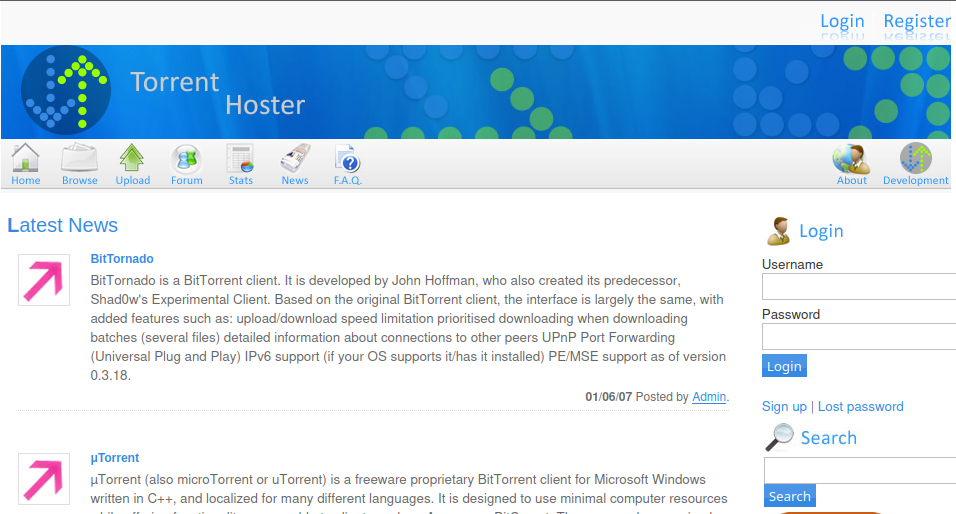 Login Register
Torrent
Hoster
Home Browse Upload Forum Stats News F.A.Q. About Development
Latest News
BitTornado
BitTornado is a BitTorrent client. It is developed by John Hoffman, who also created its predecessor,
Shad0w's Experimental Client. Based on the original BitTorrent client, the interface is largely the same, with
added features such as: upload/download speed limitation prioritised downloading when downloading
batches (several files) detailed information about connections to other peers UPnP Port Forwarding
(Universal Plug and Play) IPv6 support (if your OS supports it/has it installed) PE/MSE support as of version
0.3.18.
01/06/07 Posted by Admin.
µTorrent
µTorrent (also microTorrent or uTorrent) is a freeware proprietary BitTorrent client for Microsoft Windows
written in C++, and localized for many different languages. It is designed to use minimal computer resources
Login
Username
Password
Login
Sign up | Lost password
Search
Search